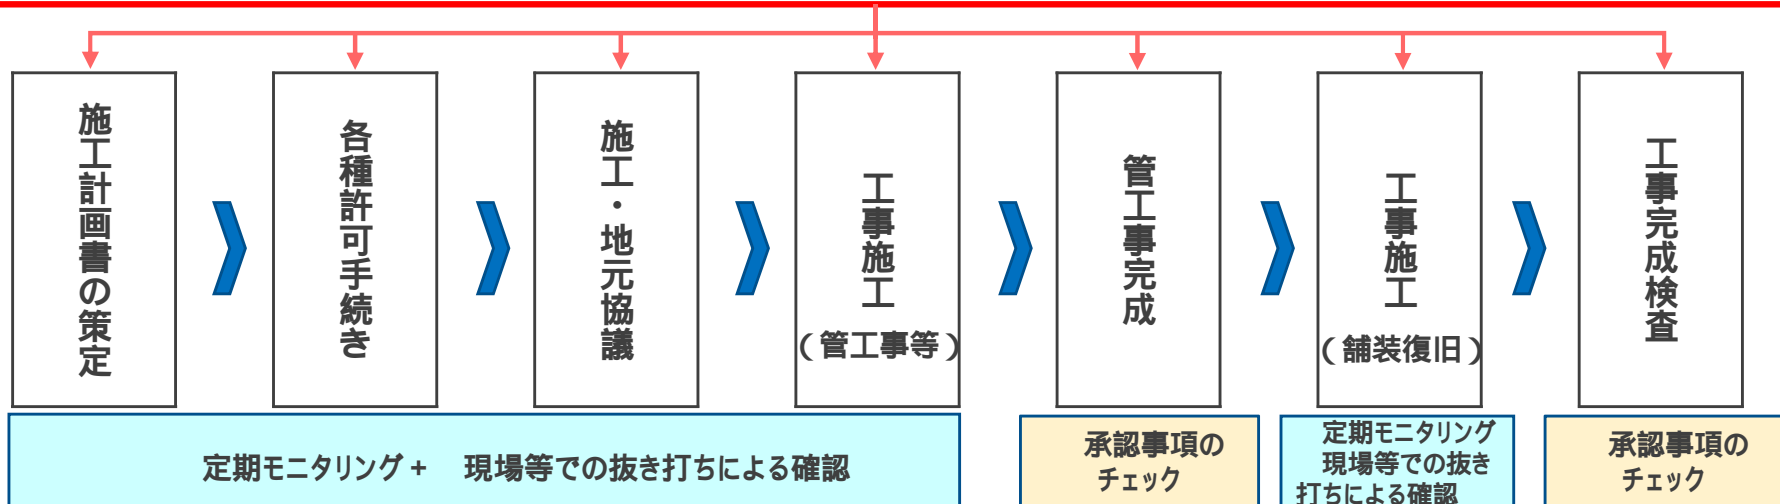 施工計画書の策定
各種許可手続き
施工・地元協議
工事施工
(管工事等)
管工事完成
工事施工
(舗装復旧)
工事完成検査
定期モニタリング+ 現場等での抜き打ちによる確認
承認事項の
チェック
定期モニタリング
現場等での抜き
打ちによる確認
承認事項の
チェック